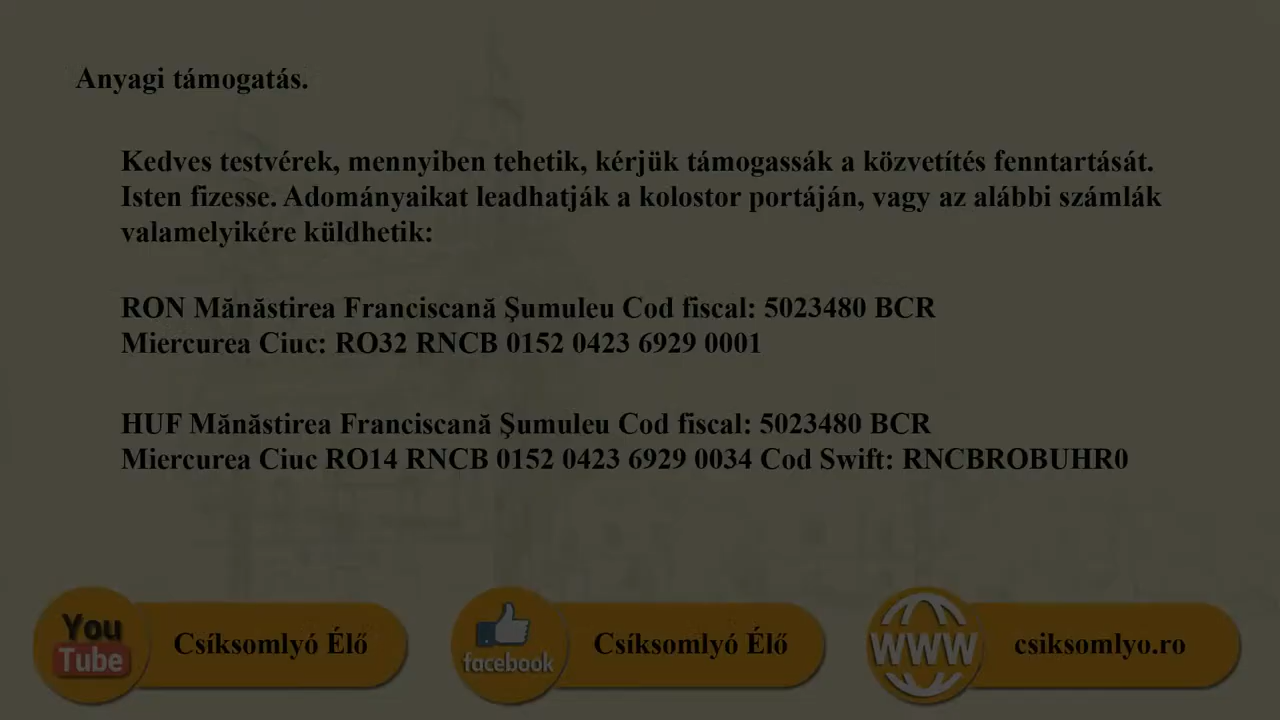 Anyagi támogatás.
Kedves testvérek, mennyiben tehetik, kérjük támogassák a közvetítés fenntartását.
Isten fizesse. Adományaikat leadhatják a kolostor portáján, vagy az alábbi számlák
valamelyikére küldhetik:
RON Mănăstirea Franciscană Şumuleu Cod fiscal: 5023480 BCR
Miercurea Ciuc: RO32 RNCB 0152 0423 6929 0001
HUF Mănăstirea Franciscană Şumuleu Cod fiscal: 5023480 BCR
Miercurea Ciuc RO14 RNCB 0152 0423 6929 0034 Cod Swift: RNCBROBUHR0
You
Tube
Csíksomlyó Élő
facebook
Csíksomlyó Élő
WWW
csiksomlyo.ro